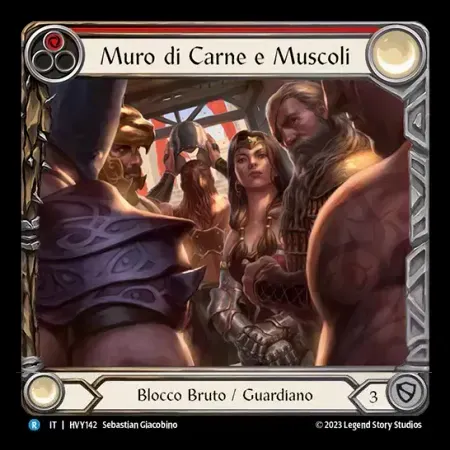 Muro di Carne e Muscoli
Blocco Bruto / Guardiano
3
R IT | HVY142 Sebastian Giacobino
© 2023 Legend Story Studios